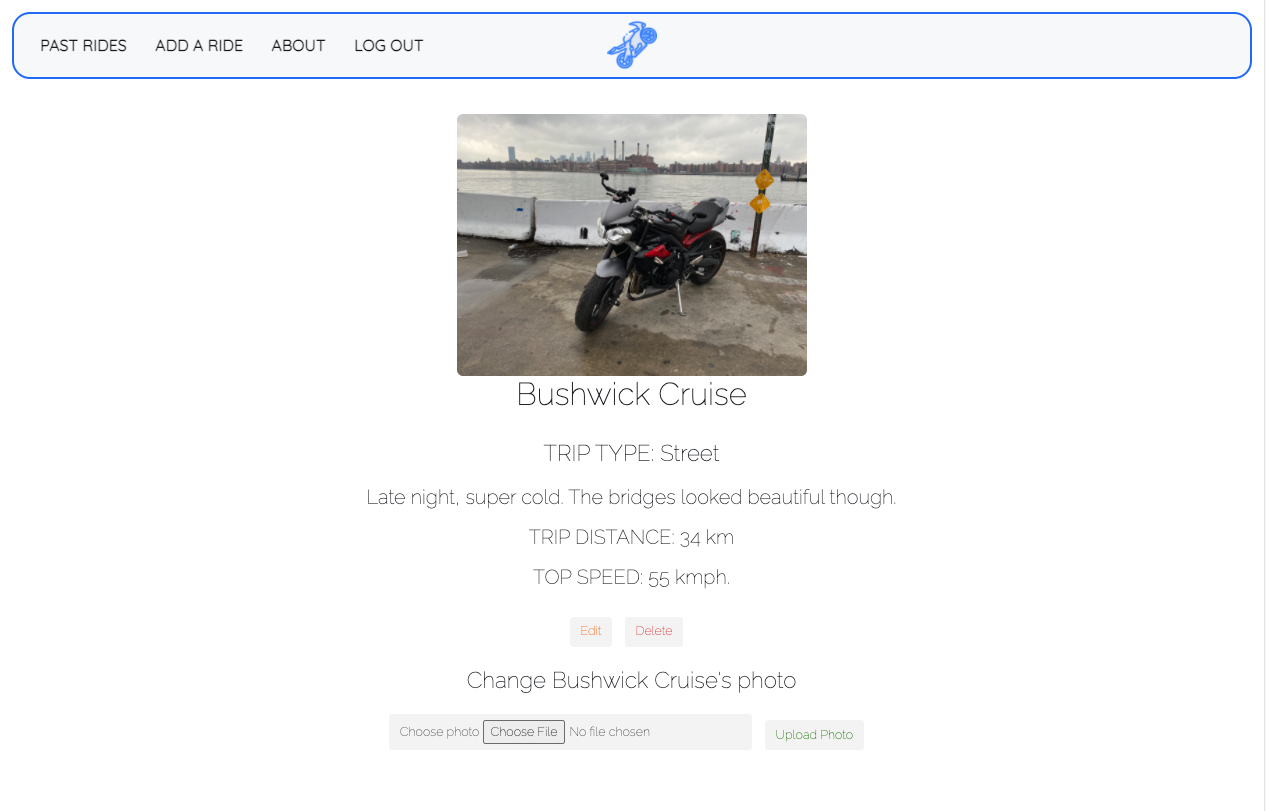 PAST RIDES ADD A RIDE ABOUT LOG OUT
Bushwick Cruise
TRIP TYPE: Street
Late night, super cold. The bridges looked beautiful though.
TRIP DISTANCE: 34 km
TOP SPEED: 55 kmph.
Edit Delete
Change Bushwick Cruise's photo
Choose photo Choose File No file chosen Upload Photo